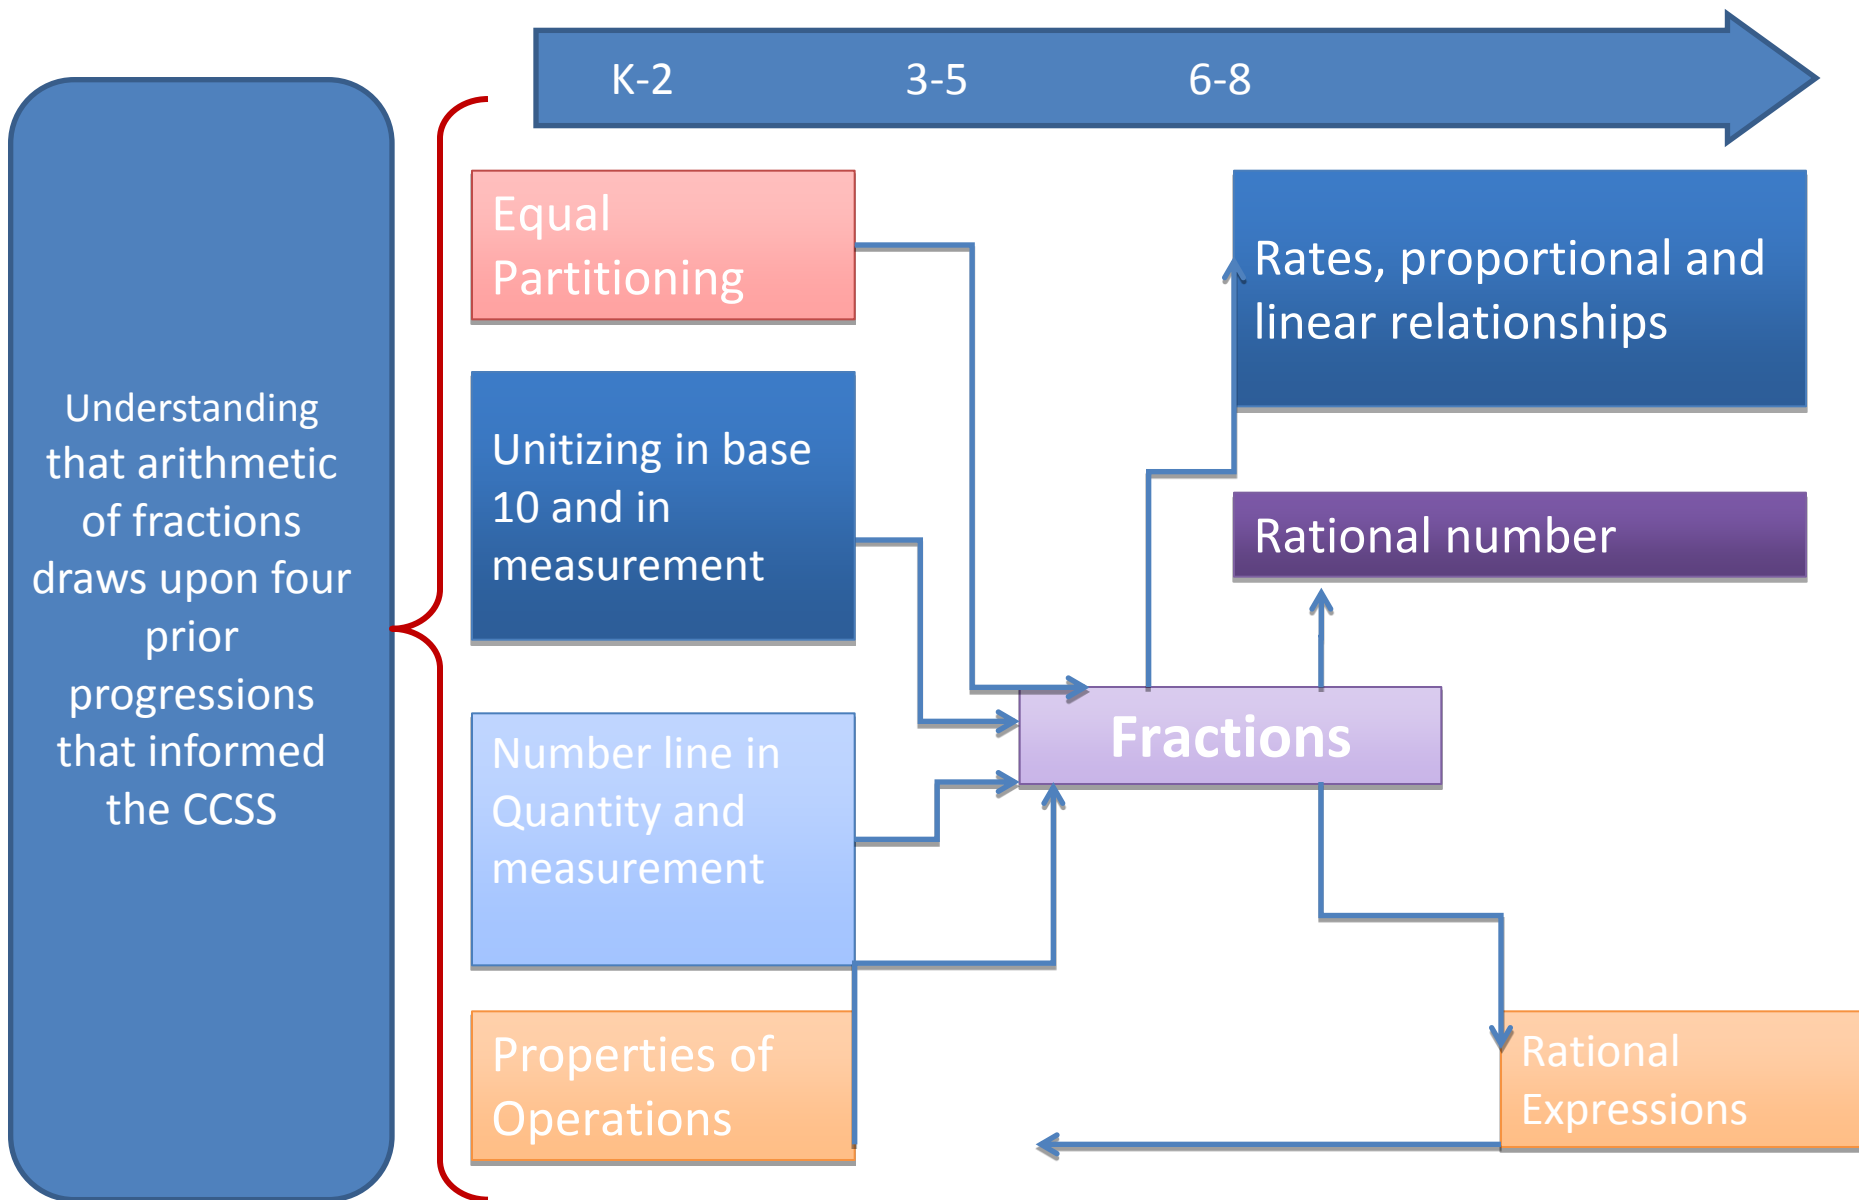 K-2 3-5 6-8
Understanding
that arithmetic
of fractions
draws upon four
prior
progressions
that informed
the CCSS
Equal
Partitioning
Unitizing in base
10 and in
measurement
Number line in
Quantity and
measurement
Properties of
Operations
Fractions
Rates, proportional and
linear relationships
Rational number
Rational
Expressions